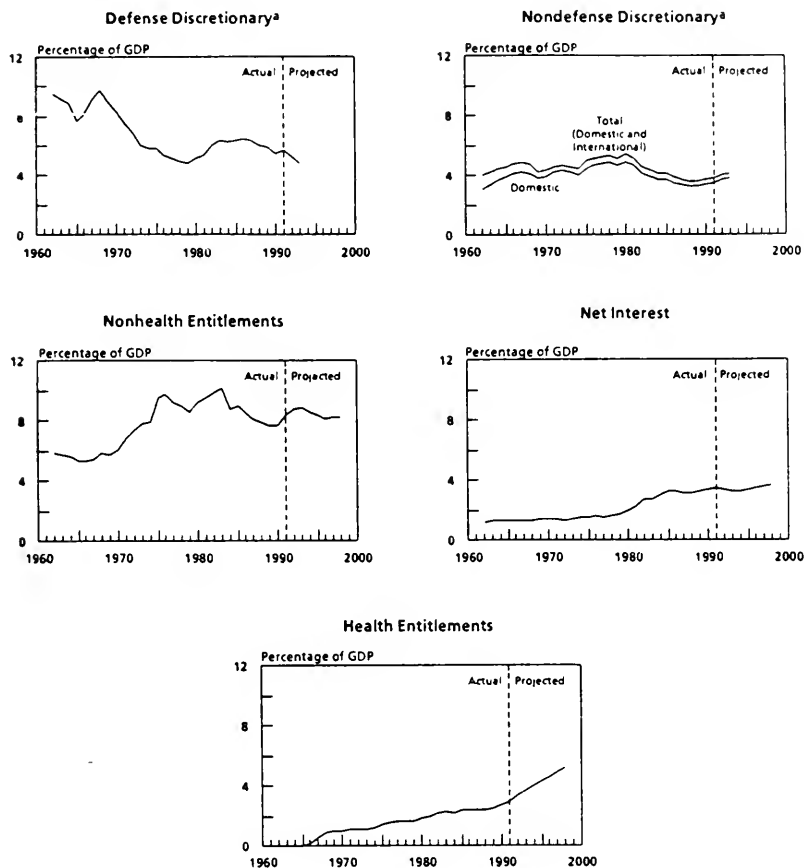 Defense Discretionaryª
Percentage of GDP
12
Actual Projected
8
4
0
1960 1970 1980 1990 2000
Nondefense Discretionaryª
Percentage of GDP
12
Actual Projected
8
Total
(Domestic and
International)
4
Domestic
0
1960 1970 1980 1990 2000
Nonhealth Entitlements
Percentage of GDP
12
Actual Projected
8
4
0
1960 1970 1980 1990 2000
Net Interest
Percentage of GDP
12
Actual Projected
8
4
0
1960 1970 1980 1990 2000
Health Entitlements
Percentage of GDP
12
Actual Projected
8
4
0
1960 1970 1980 1990 2000